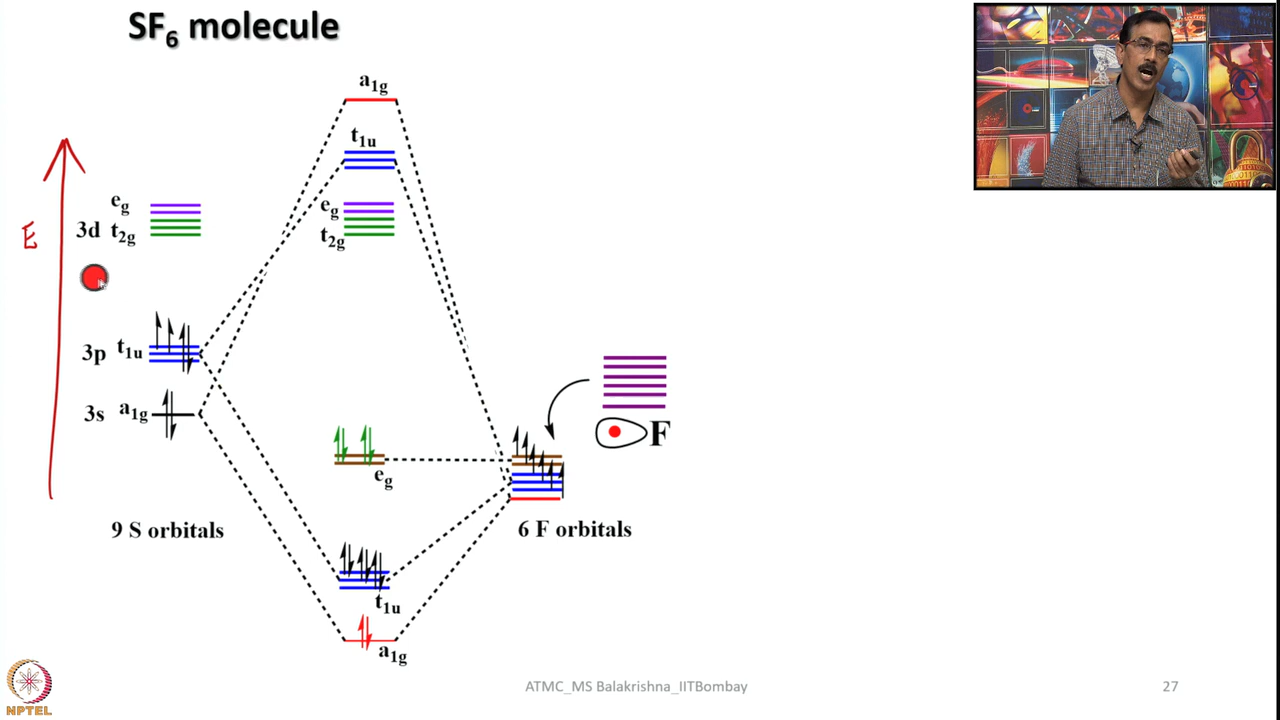 SF6 molecule
a1g
t1u
eg
3d t2g
eg
t2g
E
3p t1u
3s a1g
F
eg
9 S orbitals
6 F orbitals
t1u
a1g
NPTEL
ATMC_MS Balakrishna_IITBombay
27